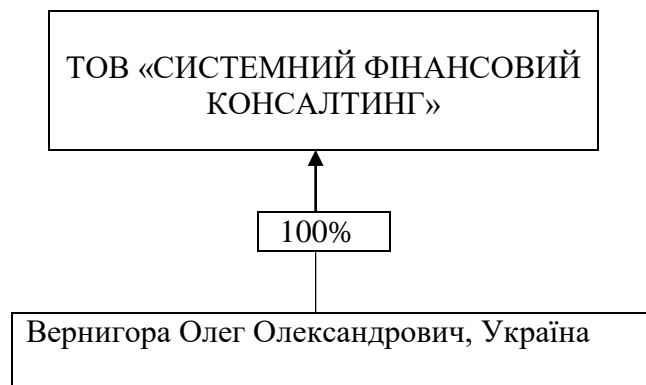 ТОВ «СИСТЕМНИЙ ФІНАНСОВИЙ
КОНСАЛТИНГ»
100%
Вернигора Олег Олександрович, Україна